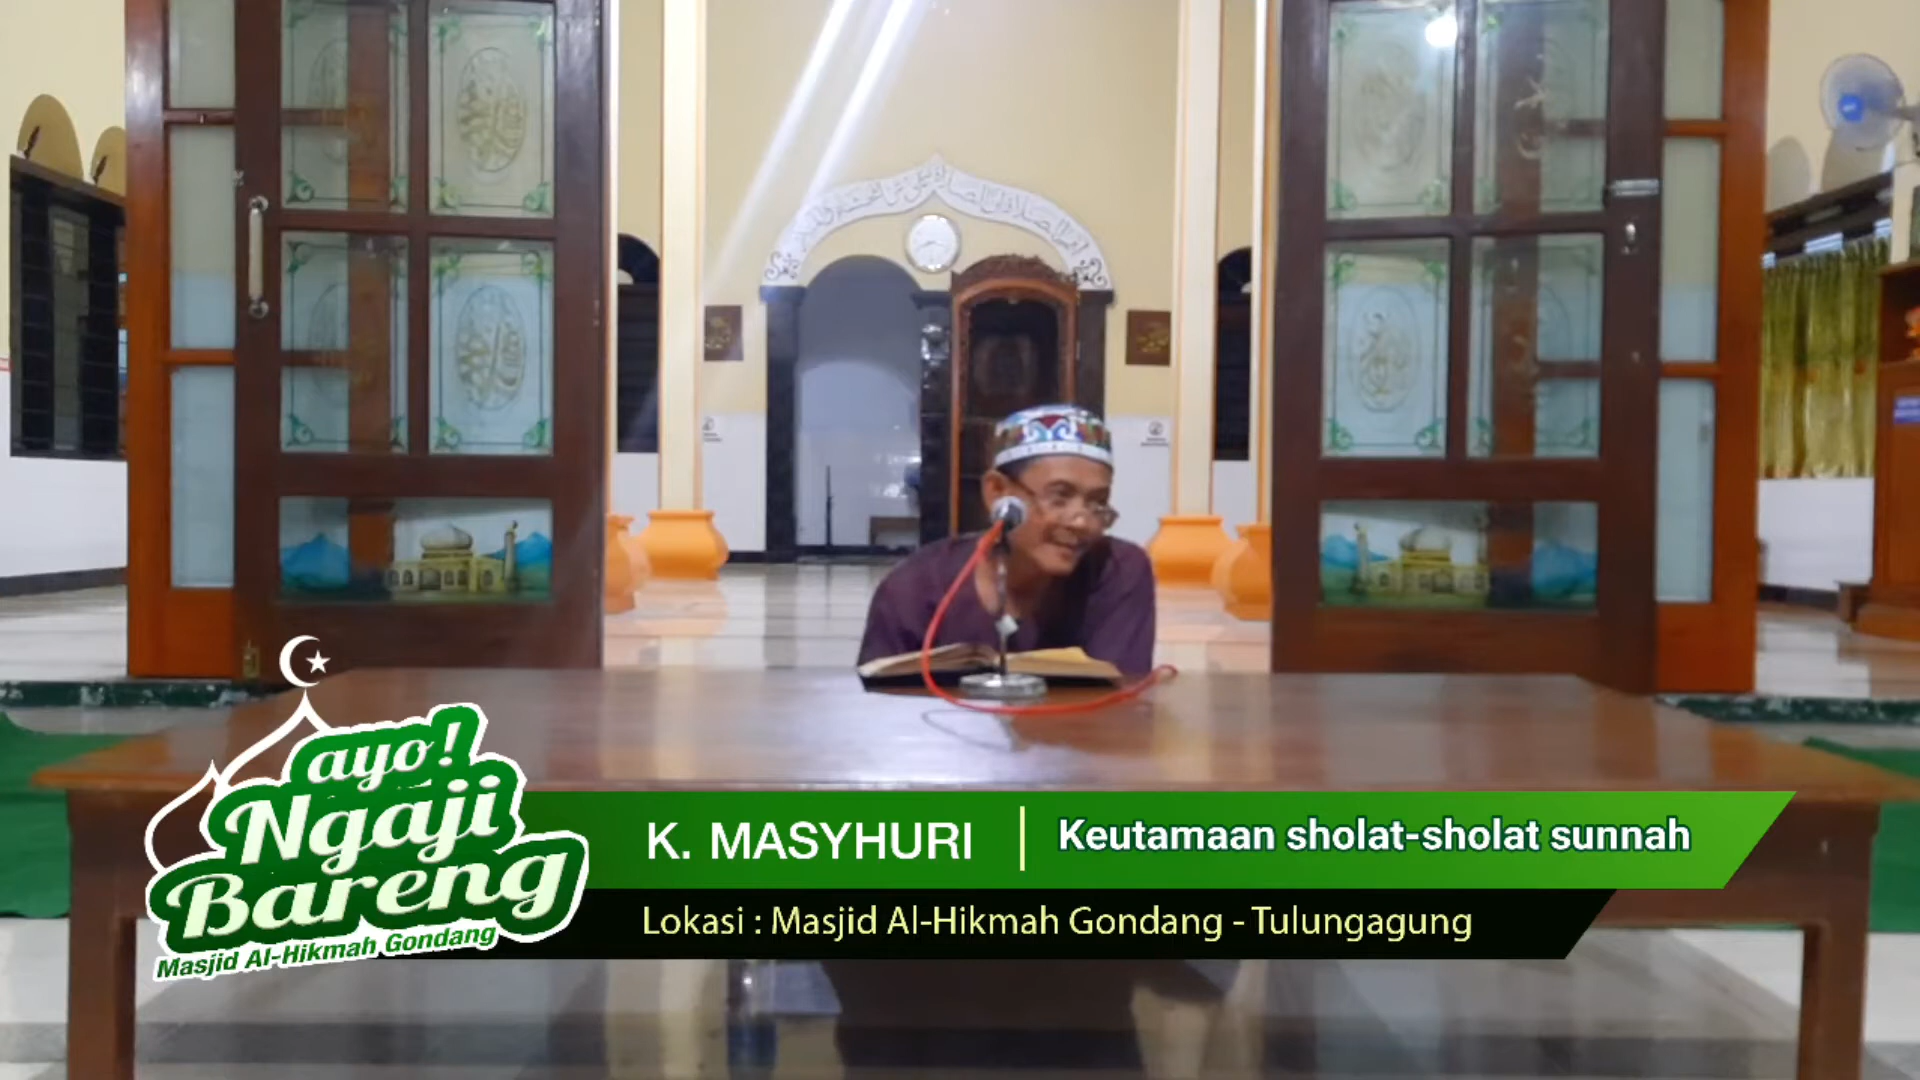 ayo!
Ngaji
Bareng
Masjid Al-Hikmah Gondang
K. MASYHURI
Keutamaan sholat-sholat sunnah
Lokasi : Masjid Al-Hikmah Gondang - Tulungagung